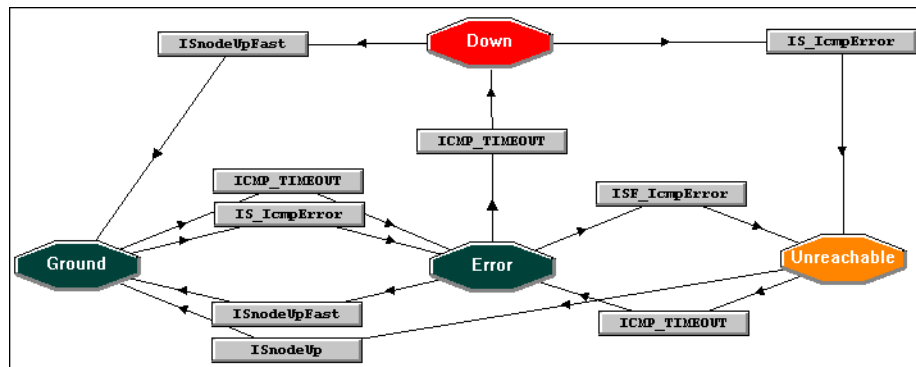 Down
ISnodeUpFast
IS_IcmpError
ICMP_TIMEOUT
ICMP_TIMEOUT
ISF_IcmpError
IS_IcmpError
Ground
Error
Unreachable
ISnodeUpFast
ICMP_TIMEOUT
ISnodeUp